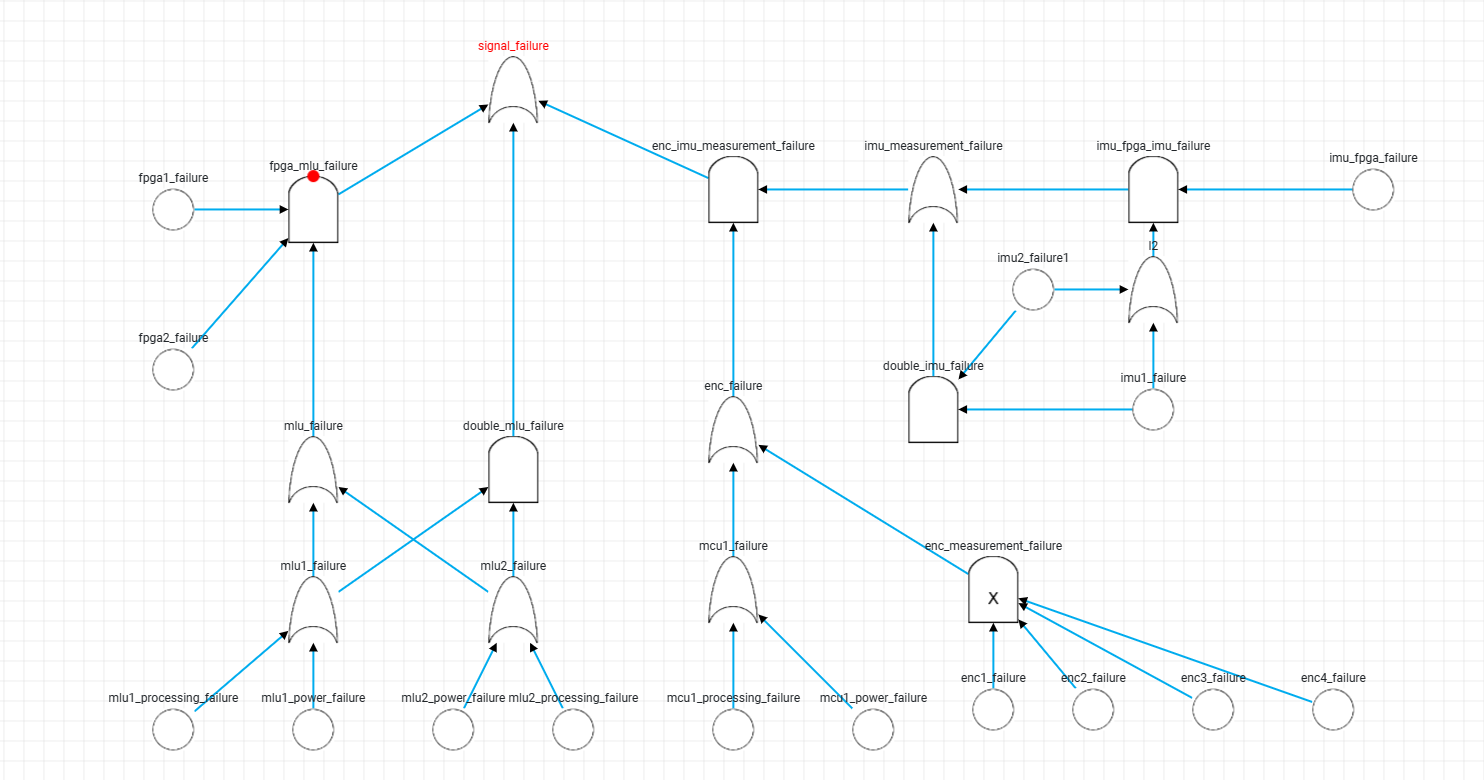 signal_failure
enc_imu_measurement_failure
imu_measurement_failure
imu_fpga_imu_failure
imu_fpga_failure
fpga_mlu_failure
fpga1_failure
I2
imu2_failure1
fpga2_failure
double_imu_failure
imu1_failure
enc_failure
mlu_failure
double_mlu_failure
mcu1_failure
enc_measurement_failure
mlu1_failure
mlu2_failure
X
enc1_failure
enc2_failure
enc3_failure
enc4_failure
mlu1_processing_failure
mlu1_power_failure
mlu2_power_failure
mlu2_processing_failure
mcu1_processing_failure
mcu1_power_failure